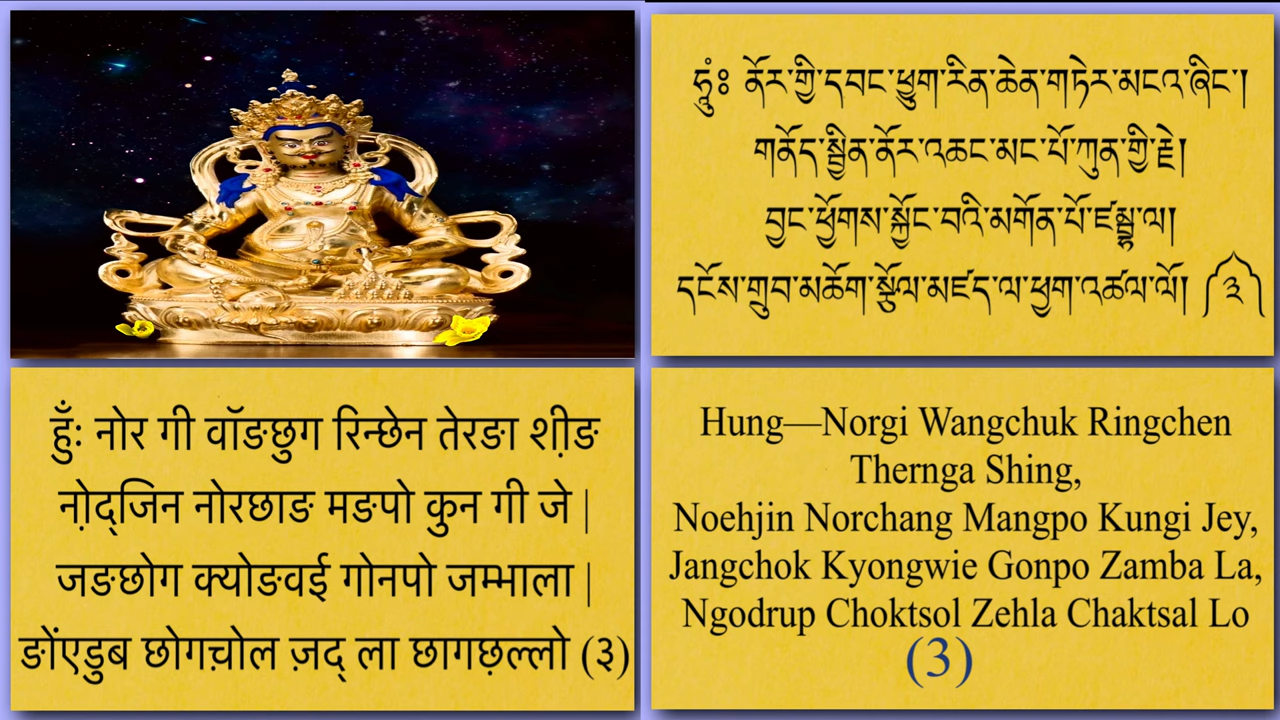 ཧཱུྃ༔ ནོར་གྱི་དབང་ཕྱུག་རིན་ཆེན་གཏེར་མངའ་ཞིང་།
གནོད་སྦྱིན་ནོར་འཆང་མང་པོ་ཀུན་གྱི་རྗེ།
བྱང་ཕྱོགས་སྐྱོང་བའི་མགོན་པོ་ཛམྦྷ་ལ།
དངོས་གྲུབ་མཆོག་སྩོལ་མཛད་ལ་ཕྱག་འཚལ་ལོ། ༼༣༽
हुँः नोर गी वॉङछुग रिन्छेन तेरङा शी़ङ
नो़द्जिन नोरछाङ मङपो कुन गी जे |
जङछोग क्योङवई गोनपो जम्भाला |
ङोंएडुब छोगचो़ल ज़द् ला छागछ़ल्लो (३)
Hung—Norgi Wangchuk Ringchen
Thernga Shing,
Noehjin Norchang Mangpo Kungi Jey,
Jangchok Kyongwie Gonpo Zamba La,
Ngodrup Choktsol Zehla Chaktsal Lo
(3)